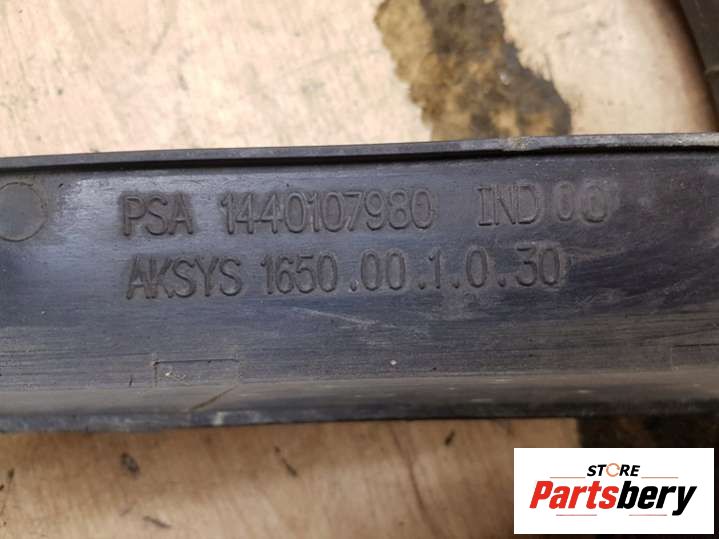 PSA 1440107980 IND 00
AKSYS 1650.00.1.0.30
STORE
Partsbery